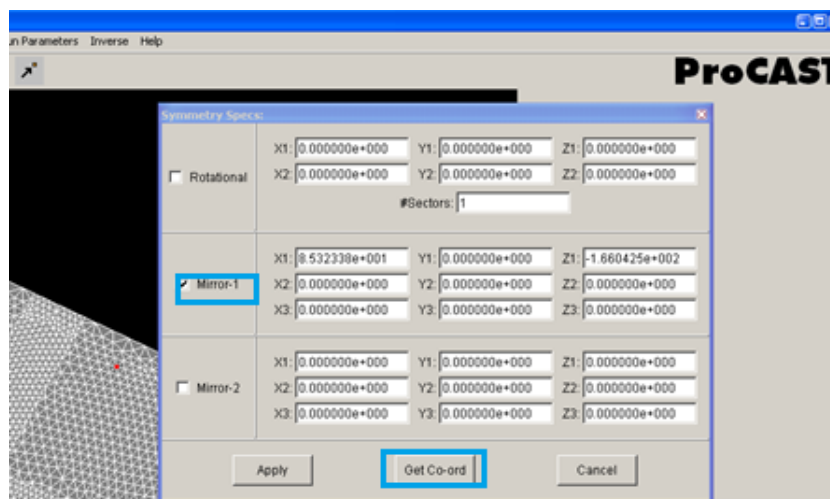 un Parameters Inverse Help
ProCAST
Symmetry Specs:
X1: 0.000000e+000 Y1: 0.000000e+000 Z1: 0.000000e+000
Rotational X2: 0.000000e+000 Y2: 0.000000e+000 Z2: 0.000000e+000
#Sectors: 1
X1: 8.532338e+001 Y1: 0.000000e+000 Z1: -1.660425e+002
Mirror-1 X2: 0.000000e+000 Y2: 0.000000e+000 Z2: 0.000000e+000
X3: 0.000000e+000 Y3: 0.000000e+000 Z3: 0.000000e+000
X1: 0.000000e+000 Y1: 0.000000e+000 Z1: 0.000000e+000
Mirror-2 X2: 0.000000e+000 Y2: 0.000000e+000 Z2: 0.000000e+000
X3: 0.000000e+000 Y3: 0.000000e+000 Z3: 0.000000e+000
Apply Get Co-ord Cancel